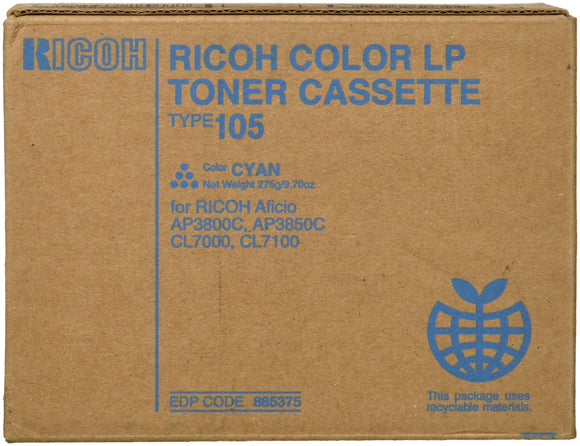 RICOH
RICOH COLOR LP
TONER CASSETTE
TYPE 105
Color CYAN
Net Weight 275g/9.70oz
for RICOH Aficio
AP3800C, AP3850C
CL7000, CL7100
This package uses
recyclable materials.
EDP CODE 885375